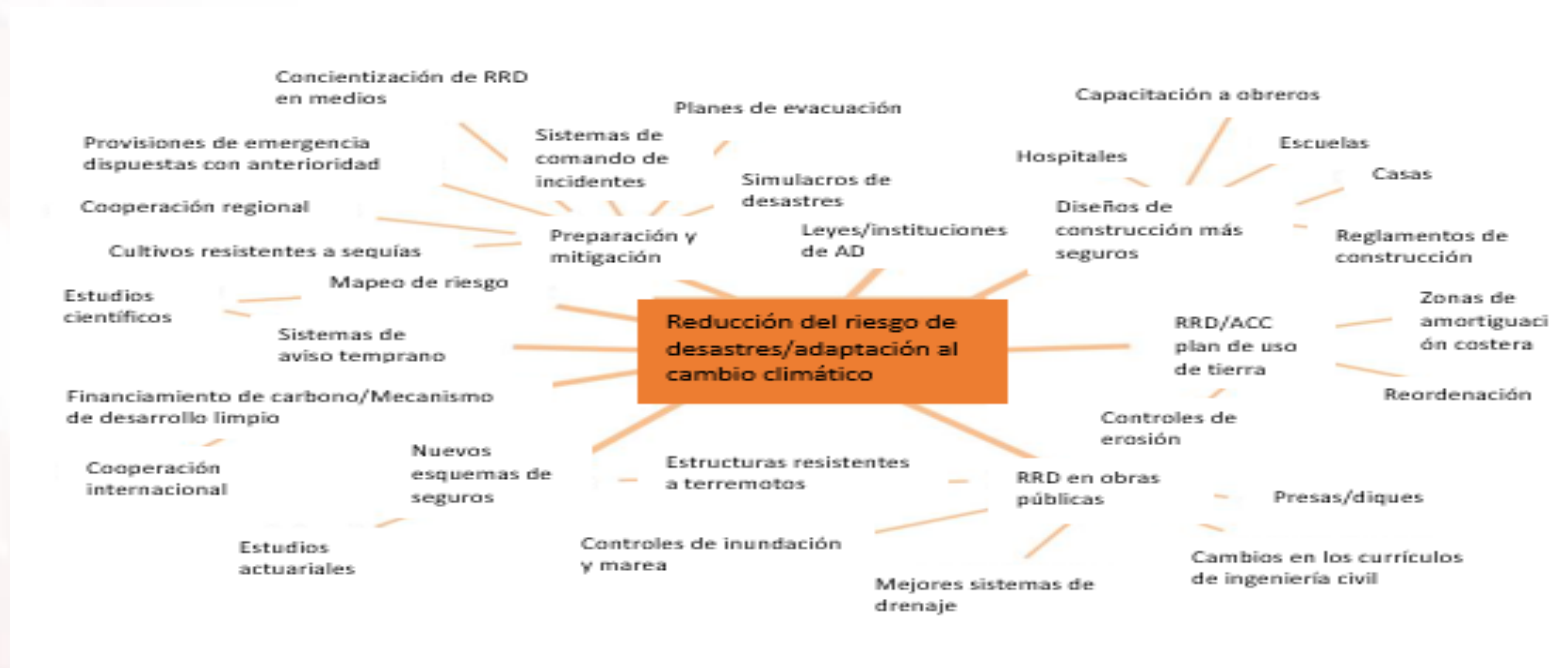 Concientización de RRD
en medios
Planes de evacuación
Capacitación a obreros
Provisiones de emergencia
dispuestas con anterioridad
Sistemas de
comando de
incidentes
Simulacros de
desastres
Hospitales
Escuelas
Casas
Cooperación regional
Cultivos resistentes a sequías
Preparación y
mitigación
Leyes/instituciones
de AD
Diseños de
construcción más
seguros
Reglamentos de
construcción
Mapeo de riesgo
Estudios
científicos
Sistemas de
aviso temprano
Reducción del riesgo de
desastres/adaptación al
cambio climático
RRD/ACC
plan de uso
de tierra
Zonas de
amortiguaci
ón costera
Reordenación
Controles de
erosión
Financiamiento de carbono/Mecanismo
de desarrollo limpio
Cooperación
internacional
Nuevos
esquemas de
seguros
Estructuras resistentes
a terremotos
RRD en obras
públicas
Presas/diques
Estudios
actuariales
Controles de inundación
y marea
Mejores sistemas de
drenaje
Cambios en los currículos
de ingeniería civil